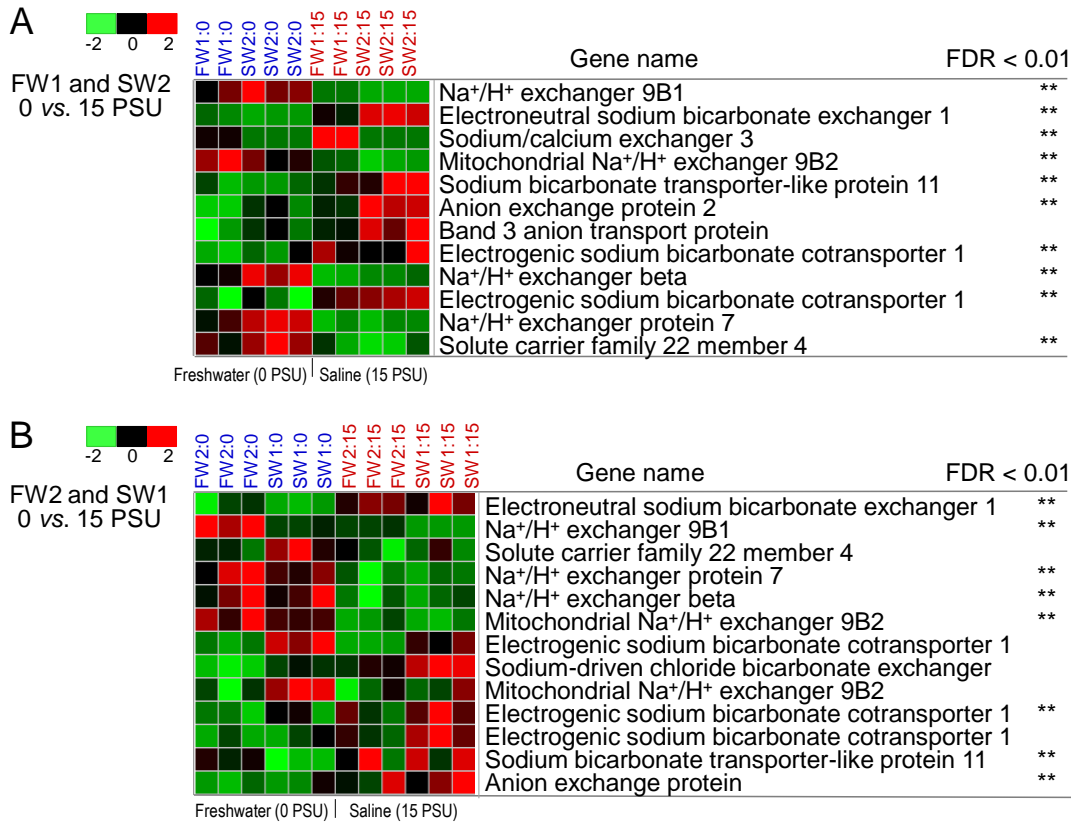 A
-2 0 2
FW1:0 FW1:0 SW2:0 SW2:0 SW2:0 FW1:15 FW1:15 SW2:15 SW2:15 SW2:15
Gene name FDR < 0.01
FW1 and SW2
0 vs. 15 PSU
Na⁺/H⁺ exchanger 9B1 **
Electroneutral sodium bicarbonate exchanger 1 **
Sodium/calcium exchanger 3 **
Mitochondrial Na⁺/H⁺ exchanger 9B2 **
Sodium bicarbonate transporter-like protein 11 **
Anion exchange protein 2 **
Band 3 anion transport protein
Electrogenic sodium bicarbonate cotransporter 1 **
Na⁺/H⁺ exchanger beta **
Electrogenic sodium bicarbonate cotransporter 1 **
Na⁺/H⁺ exchanger protein 7
Solute carrier family 22 member 4 **
Freshwater (0 PSU) | Saline (15 PSU)
B
-2 0 2
FW2:0 FW2:0 FW2:0 SW1:0 SW1:0 SW1:0 FW2:15 FW2:15 FW2:15 SW1:15 SW1:15 SW1:15
Gene name FDR < 0.01
FW2 and SW1
0 vs. 15 PSU
Electroneutral sodium bicarbonate exchanger 1 **
Na⁺/H⁺ exchanger 9B1 **
Solute carrier family 22 member 4
Na⁺/H⁺ exchanger protein 7 **
Na⁺/H⁺ exchanger beta **
Mitochondrial Na⁺/H⁺ exchanger 9B2 **
Electrogenic sodium bicarbonate cotransporter 1
Sodium-driven chloride bicarbonate exchanger
Mitochondrial Na⁺/H⁺ exchanger 9B2
Electrogenic sodium bicarbonate cotransporter 1 **
Electrogenic sodium bicarbonate cotransporter 1
Sodium bicarbonate transporter-like protein 11 **
Anion exchange protein **
Freshwater (0 PSU) | Saline (15 PSU)